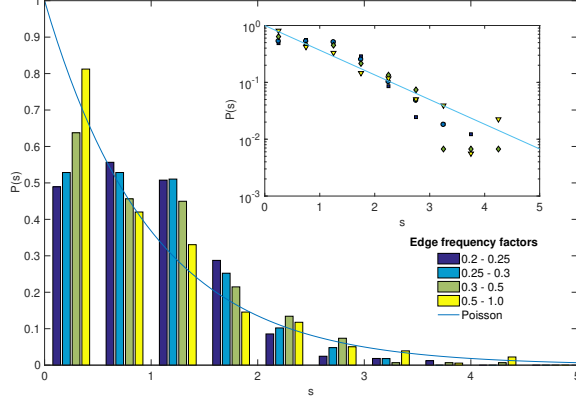 1
0.9
0.8
0.7
0.6
0.5
0.4
0.3
0.2
0.1
0
P(s)
0 1 2 3 4 5
s
10^0
10^-1
10^-2
10^-3
P(s)
0 1 2 3 4 5
s
Edge frequency factors
0.2 - 0.25
0.25 - 0.3
0.3 - 0.5
0.5 - 1.0
Poisson